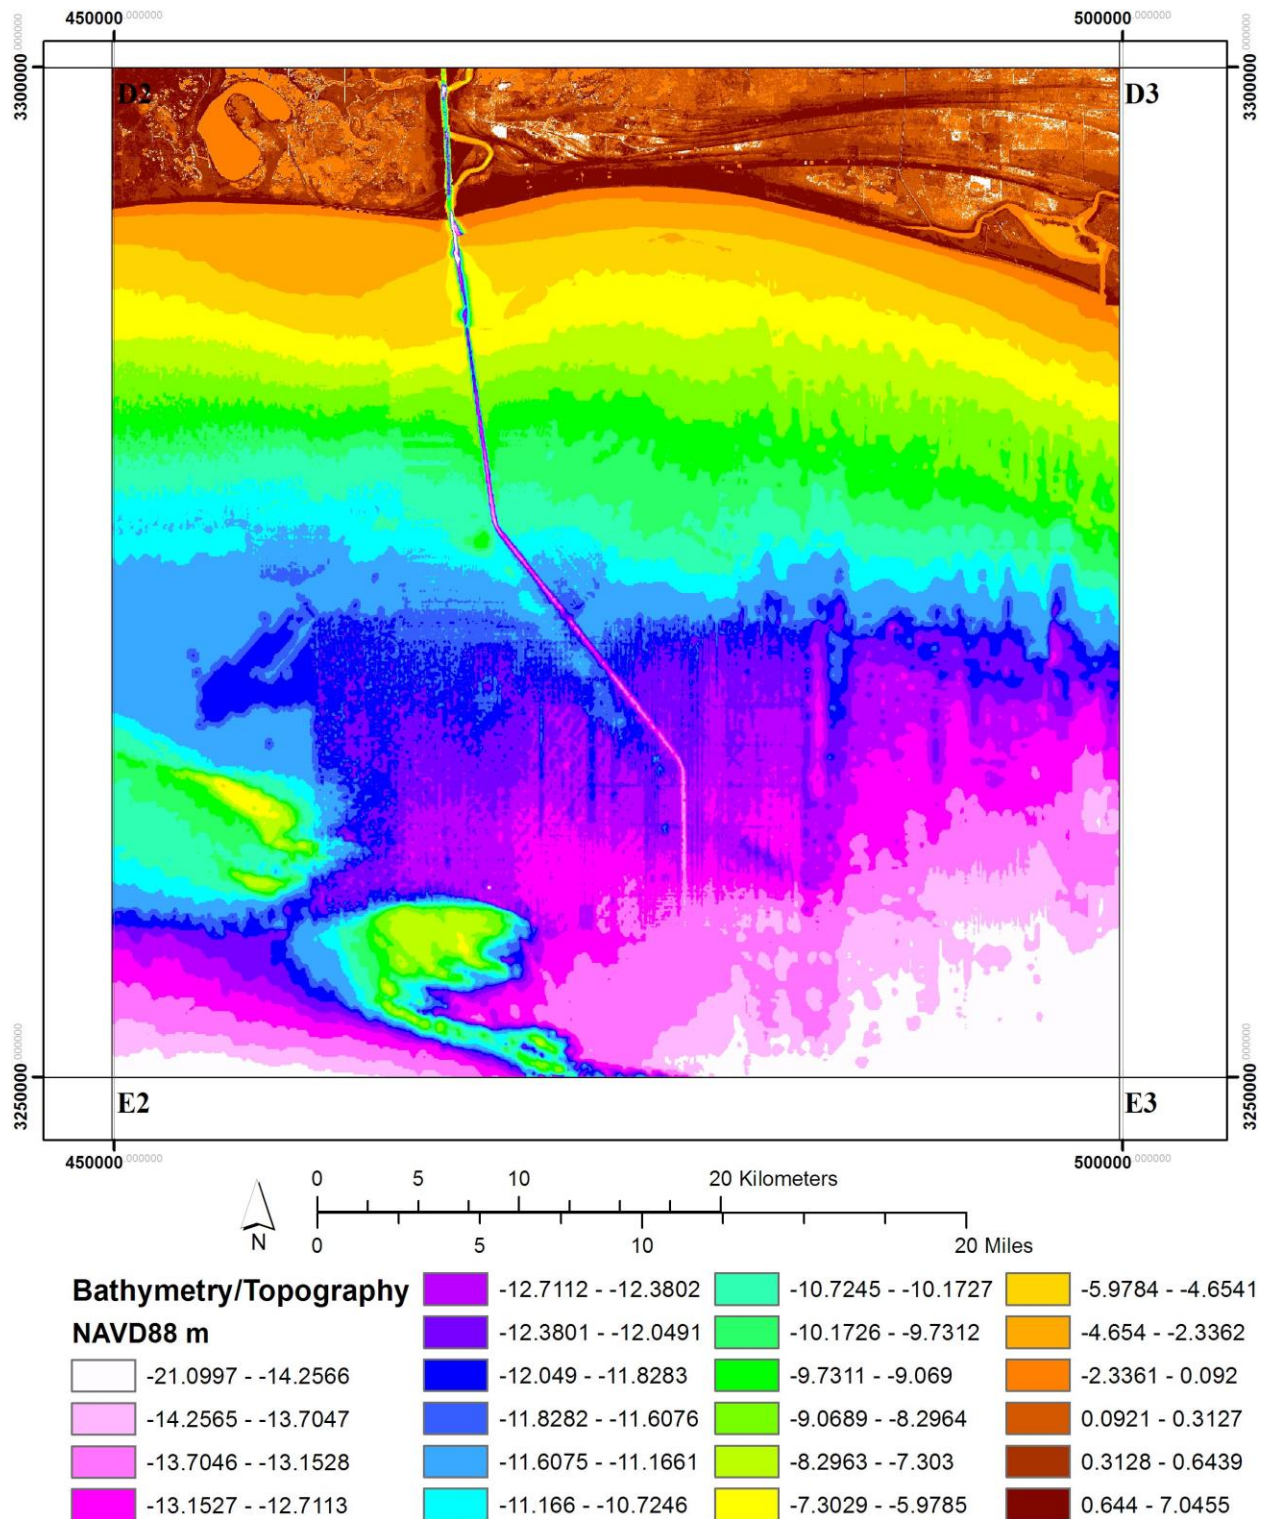 450000 000000 500000 000000
3300000 000000 3300000 000000
D2 D3
3250000 000000 3250000 000000
E2 E3
450000 000000 500000 000000
0 5 10 20 Kilometers
N
0 5 10 20 Miles
Bathymetry/Topography
NAVD88 m
-21.0997 - -14.2566
-14.2565 - -13.7047
-13.7046 - -13.1528
-13.1527 - -12.7113
-12.7112 - -12.3802
-12.3801 - -12.0491
-12.049 - -11.8283
-11.8282 - -11.6076
-11.6075 - -11.1661
-11.166 - -10.7246
-10.7245 - -10.1727
-10.1726 - -9.7312
-9.7311 - -9.069
-9.0689 - -8.2964
-8.2963 - -7.303
-7.3029 - -5.9785
-5.9784 - -4.6541
-4.654 - -2.3362
-2.3361 - 0.092
0.0921 - 0.3127
0.3128 - 0.6439
0.644 - 7.0455